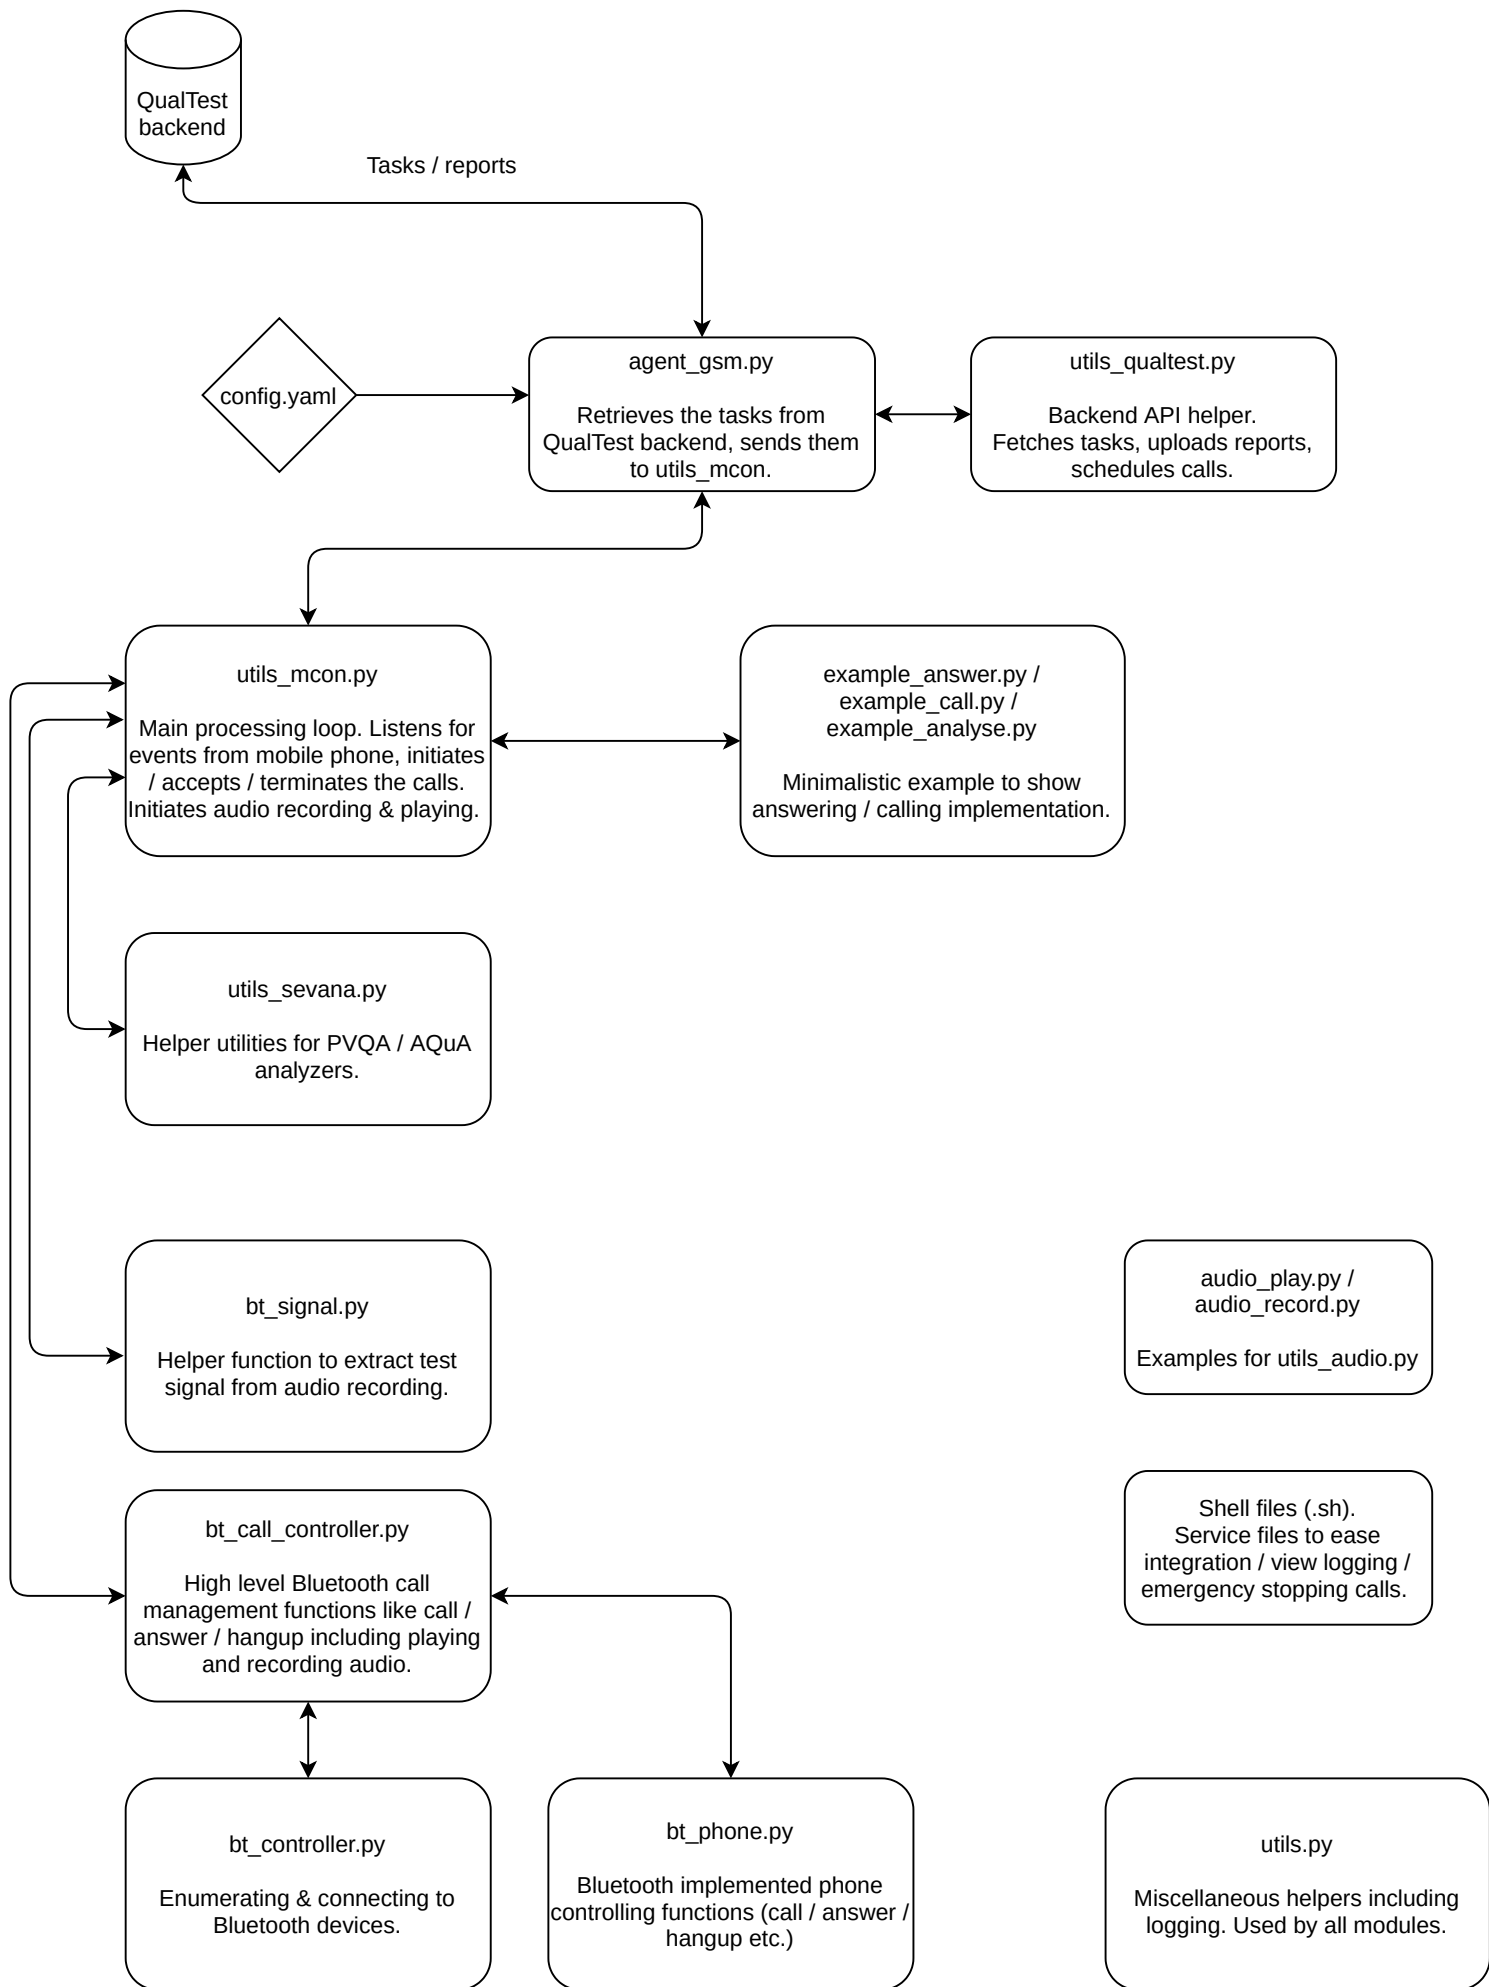 QualTest
backend
Tasks / reports
config.yaml
agent_gsm.py
Retrieves the tasks from
QualTest backend, sends them
to utils_mcon.
utils_qualtest.py
Backend API helper.
Fetches tasks, uploads reports,
schedules calls.
utils_mcon.py
Main processing loop. Listens for
events from mobile phone, initiates
/ accepts / terminates the calls.
Initiates audio recording & playing.
example_answer.py /
example_call.py /
example_analyse.py
Minimalistic example to show
answering / calling implementation.
utils_sevana.py
Helper utilities for PVQA / AQuA
analyzers.
bt_signal.py
Helper function to extract test
signal from audio recording.
audio_play.py /
audio_record.py
Examples for utils_audio.py
Shell files (.sh).
Service files to ease
integration / view logging /
emergency stopping calls.
bt_call_controller.py
High level Bluetooth call
management functions like call /
answer / hangup including playing
and recording audio.
bt_controller.py
Enumerating & connecting to
Bluetooth devices.
bt_phone.py
Bluetooth implemented phone
controlling functions (call / answer /
hangup etc.)
utils.py
Miscellaneous helpers including
logging. Used by all modules.